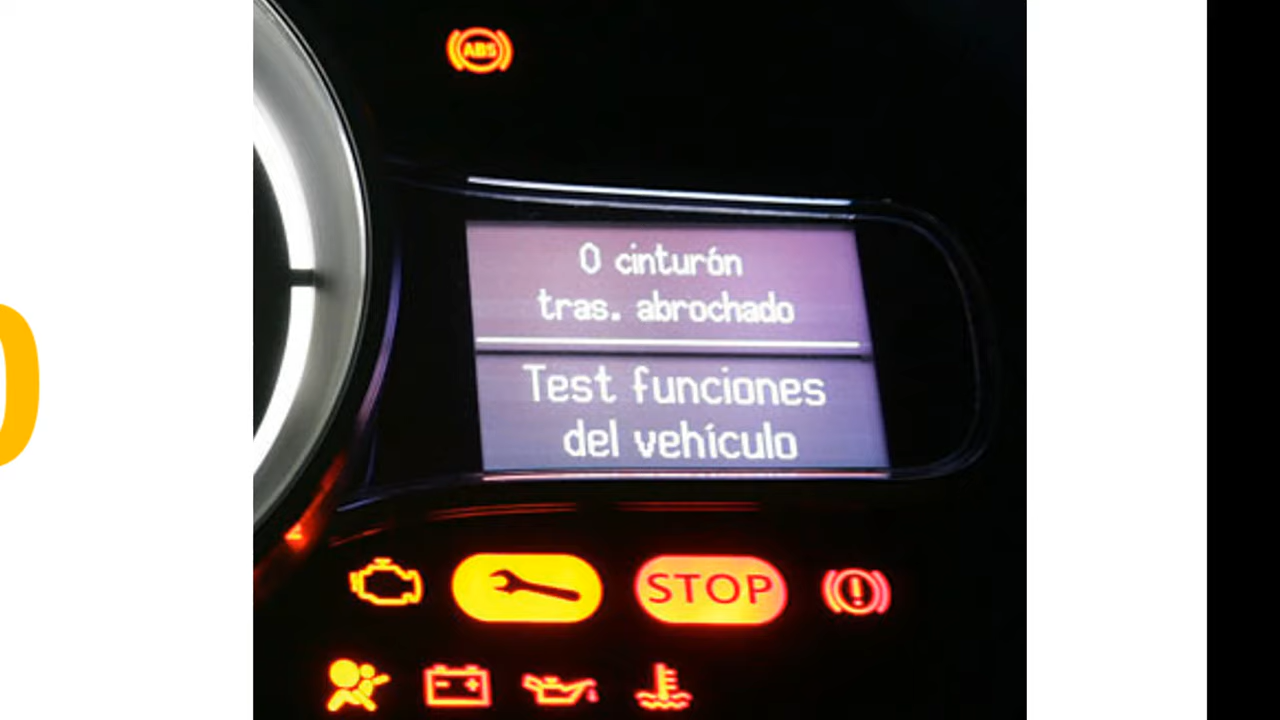 ABS
0 cinturón
tras. abrochado
Test funciones
del vehículo
STOP